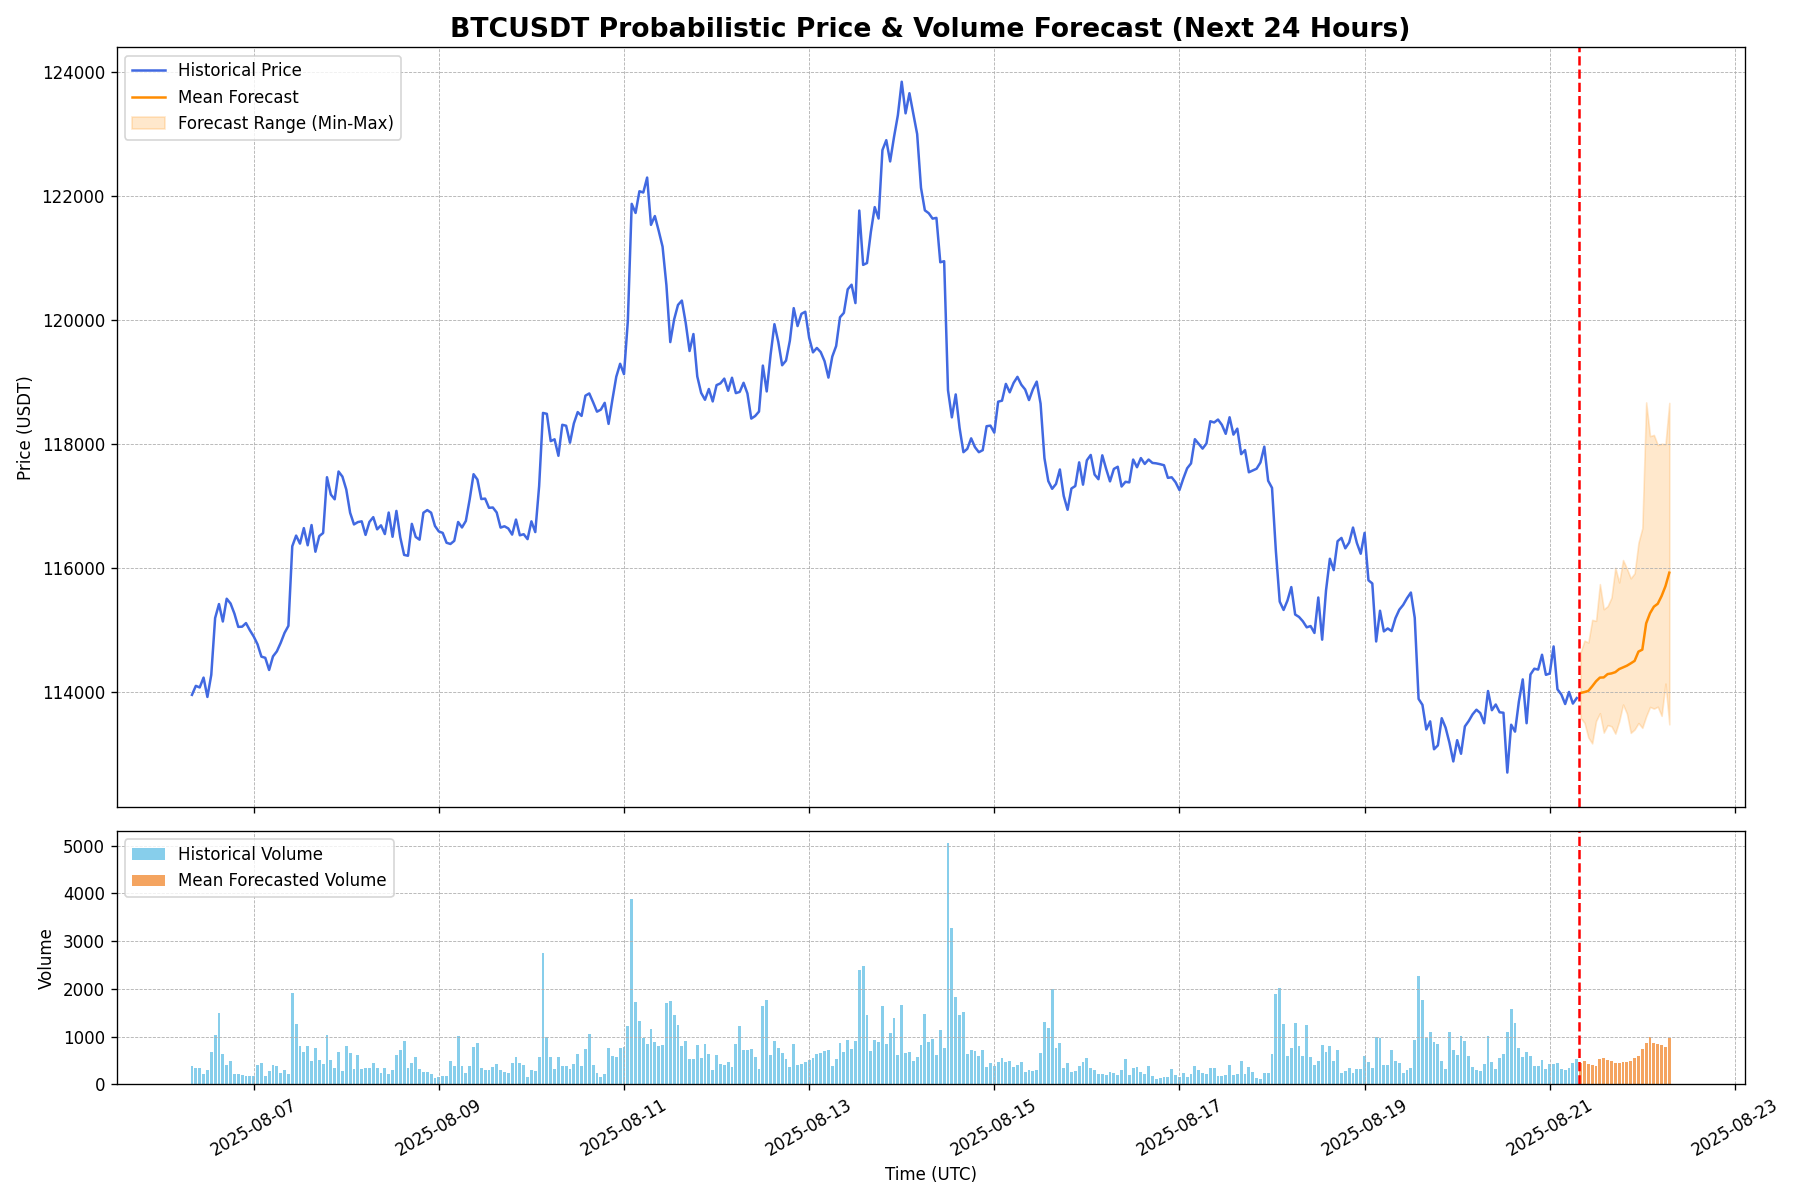 BTCUSDT Probabilistic Price & Volume Forecast (Next 24 Hours)
Historical Price
Mean Forecast
Forecast Range (Min-Max)
Price (USDT)
124000
122000
120000
118000
116000
114000
Historical Volume
Mean Forecasted Volume
Volume
5000
4000
3000
2000
1000
0
2025-08-07
2025-08-09
2025-08-11
2025-08-13
2025-08-15
2025-08-17
2025-08-19
2025-08-21
2025-08-23
Time (UTC)